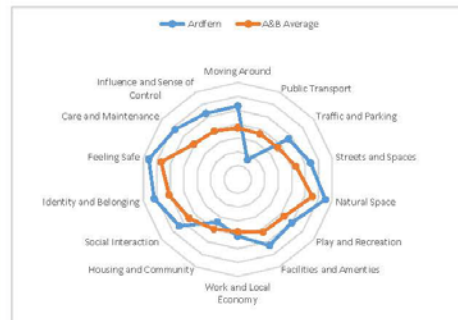 Ardfern
A&B Average
Moving Around
Public Transport
Traffic and Parking
Streets and Spaces
Natural Space
Play and Recreation
Facilities and Amenties
Work and Local
Economy
Housing and Community
Social Interaction
Identity and Belonging
Feeling Safe
Care and Maintenance
Influence and Sense of
Control